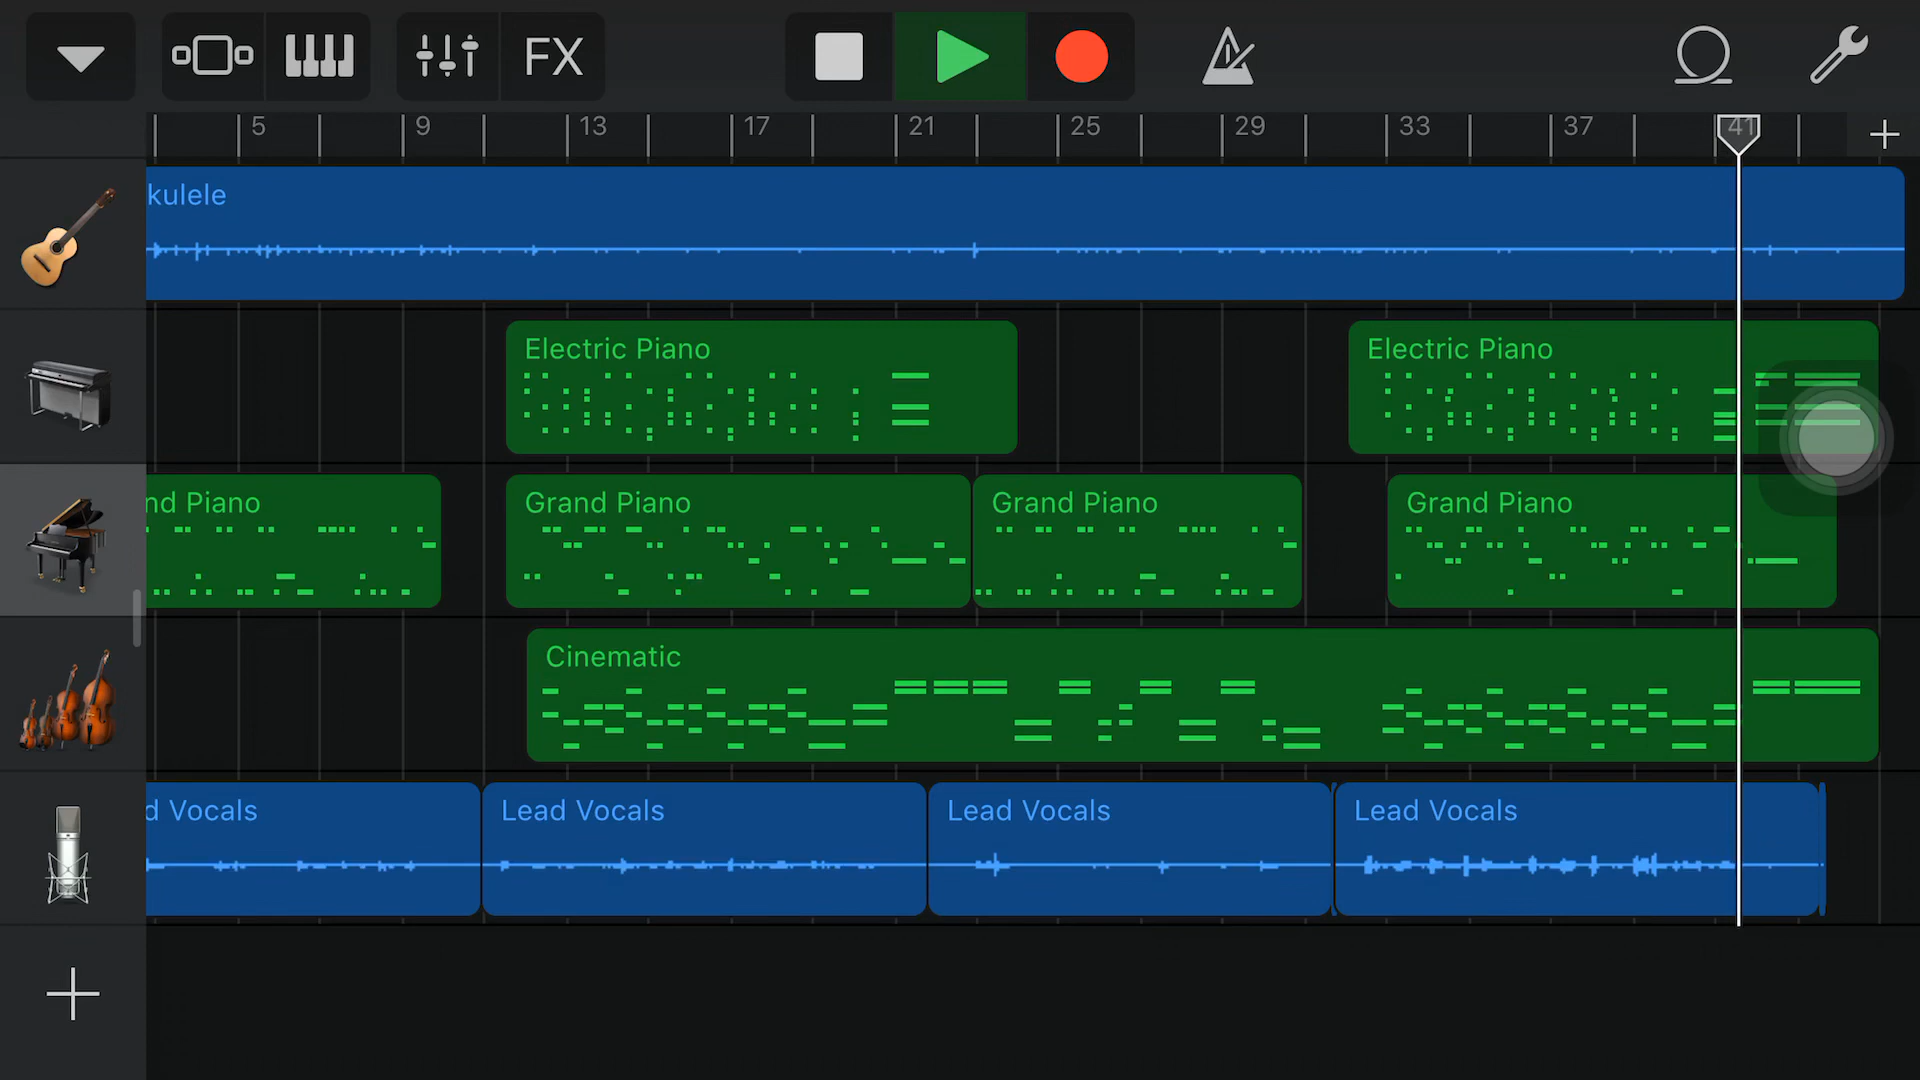 FX
5 9 13 17 21 25 29 33 37 41
kulele
Electric Piano Electric Piano
nd Piano Grand Piano Grand Piano Grand Piano
Cinematic
d Vocals Lead Vocals Lead Vocals Lead Vocals